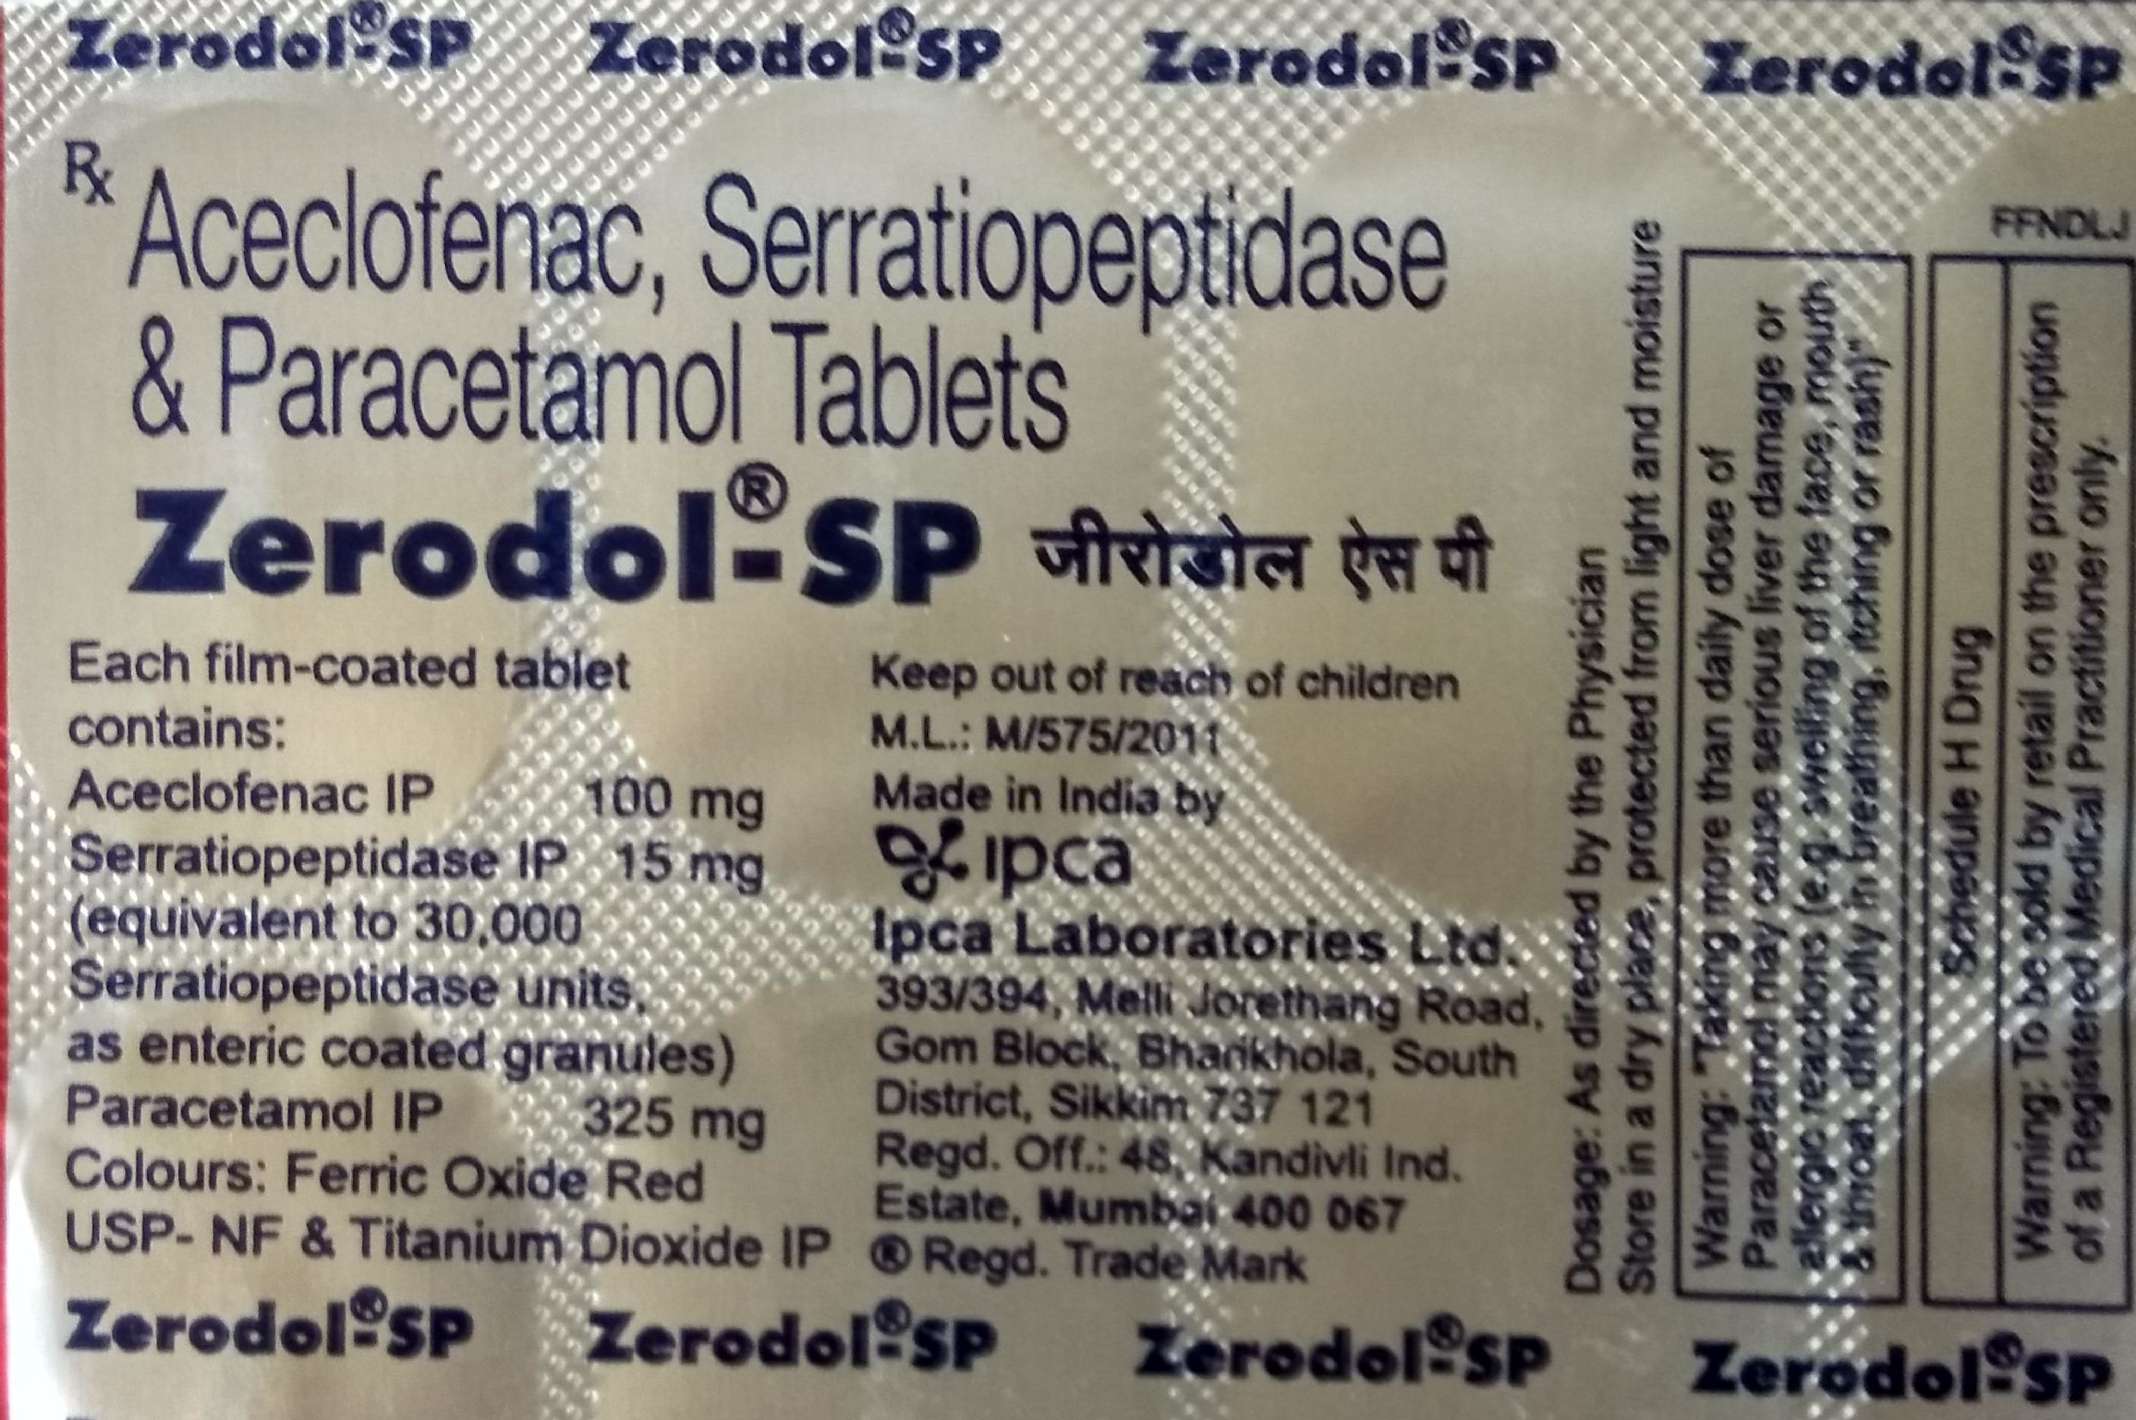 Zerodol®-SP Zerodol®-SP Zerodol®-SP Zerodol®-SP
Rx Aceclofenac, Serratiopeptidase
& Paracetamol Tablets
Zerodol®-SP जीरोडोल ऐस पी
Each film-coated tablet
contains:
Aceclofenac IP 100 mg
Serratiopeptidase IP 15 mg
(equivalent to 30,000
Serratiopeptidase units,
as enteric coated granules)
Paracetamol IP 325 mg
Colours: Ferric Oxide Red
USP- NF & Titanium Dioxide IP
Keep out of reach of children
M.L.: M/575/2011
Made in India by
ipca
Ipca Laboratories Ltd.
393/394, Melli Jorethang Road,
Gom Block, Bharikhola, South
District, Sikkim 737 121
Regd. Off.: 48, Kandivli Ind.
Estate, Mumbai 400 067
® Regd. Trade Mark
Dosage: As directed by the Physician
Store in a dry place, protected from light and moisture
Warning: "Taking more than daily dose of
Paracetamol may cause serious liver damage or
allergic reactions (e.g. swelling of the face, mouth
& throat, difficulty in breathing, itching or rash)"
FFNDLJ
Schedule H Drug
Warning: To be sold by retail on the prescription
of a Registered Medical Practitioner only.
Zerodol®-SP Zerodol®-SP Zerodol®-SP Zerodol®-SP